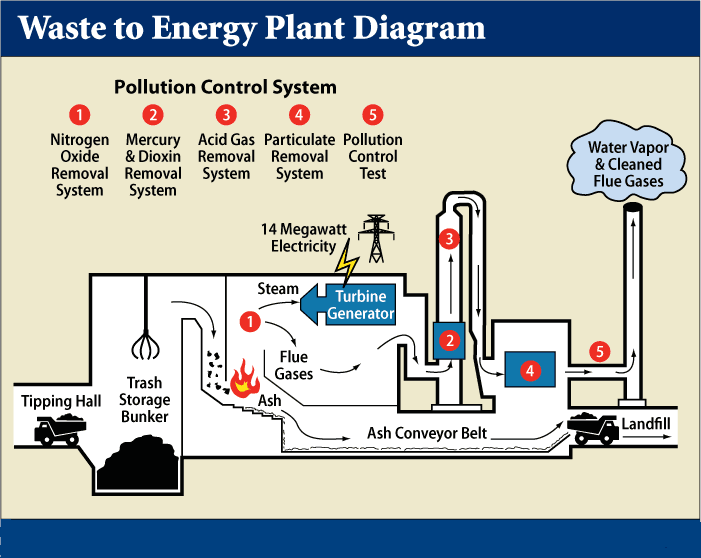 Waste to Energy Plant Diagram
Pollution Control System
1
Nitrogen
Oxide
Removal
System
2
Mercury
& Dioxin
Removal
System
3
Acid Gas
Removal
System
4
Particulate
Removal
System
5
Pollution
Control
Test
Water Vapor
& Cleaned
Flue Gases
14 Megawatt
Electricity
3
Steam
Turbine
Generator
1
2
Flue
Gases
5
4
Tipping Hall
Trash
Storage
Bunker
Ash
Ash Conveyor Belt
Landfill